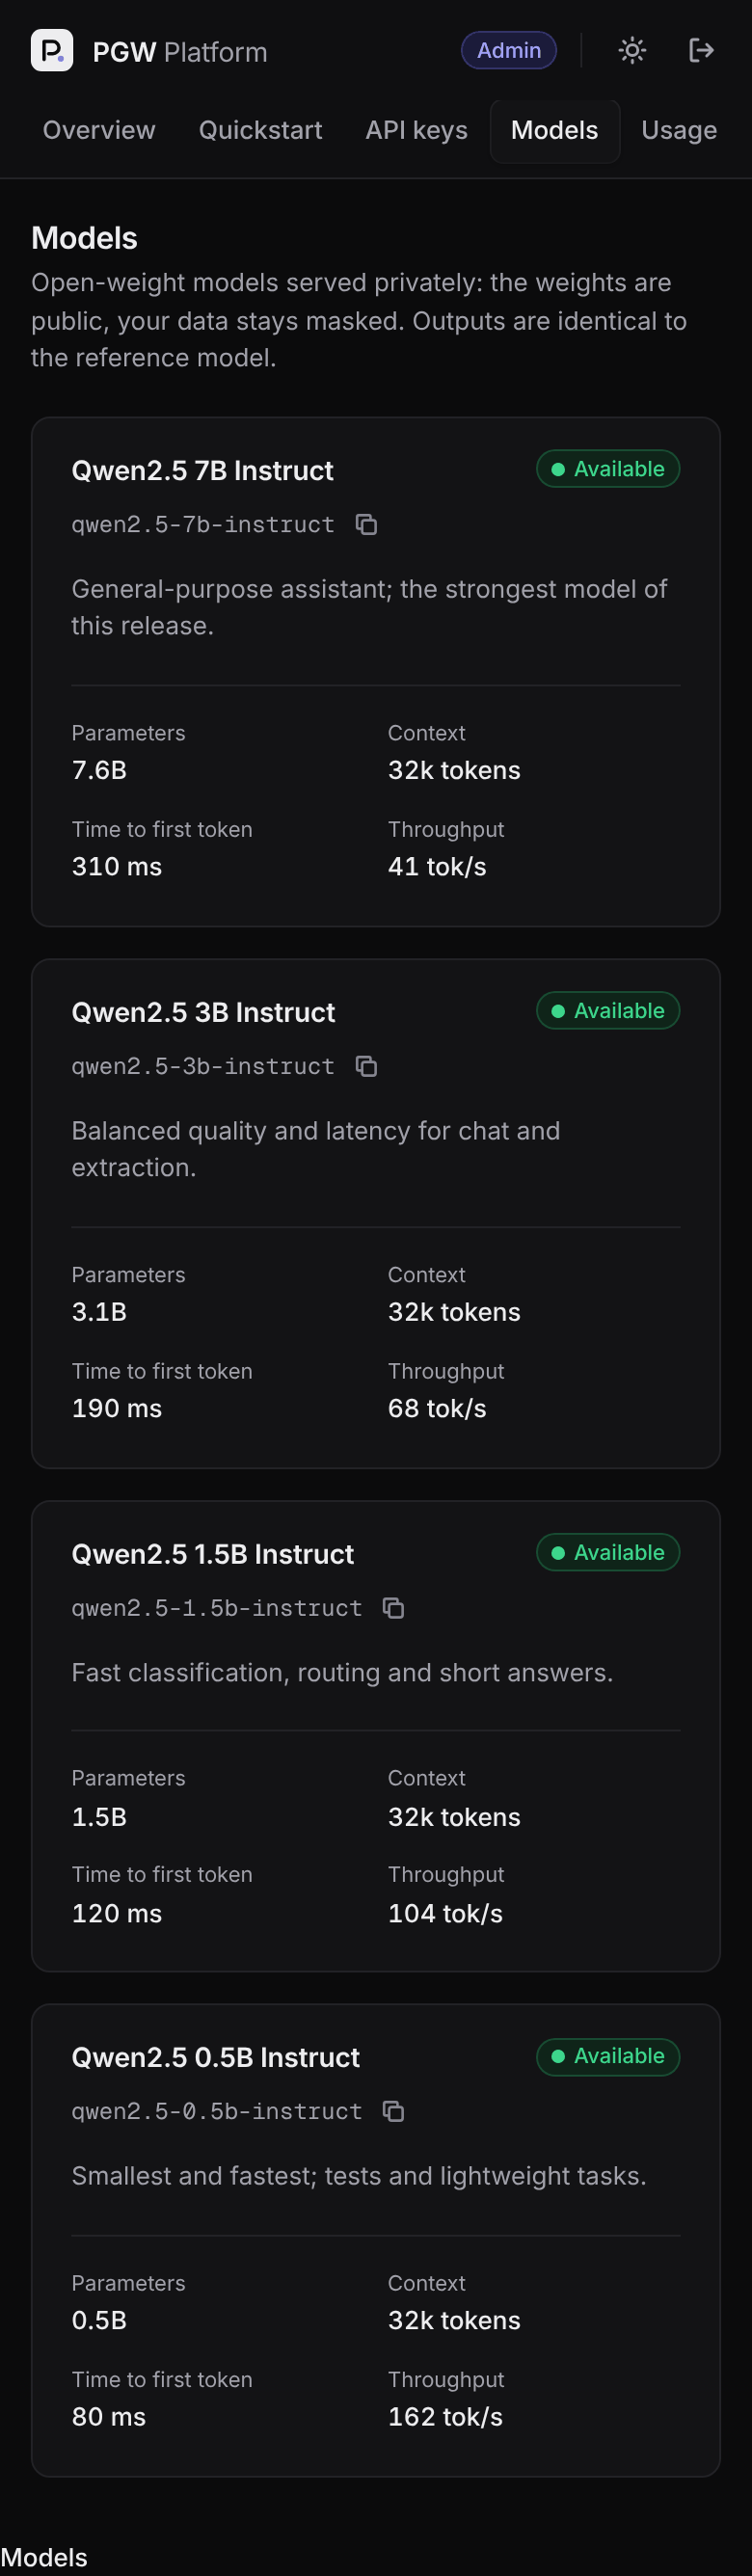 P.
PGW Platform
Admin
Overview
Quickstart
API keys
Models
Usage
Models
Open-weight models served privately: the weights are
public, your data stays masked. Outputs are identical to
the reference model.
Qwen2.5 7B Instruct
Available
qwen2.5-7b-instruct
General-purpose assistant; the strongest model of
this release.
Parameters
Context
7.6B
32k tokens
Time to first token
Throughput
310 ms
41 tok/s
Qwen2.5 3B Instruct
Available
qwen2.5-3b-instruct
Balanced quality and latency for chat and
extraction.
Parameters
Context
3.1B
32k tokens
Time to first token
Throughput
190 ms
68 tok/s
Qwen2.5 1.5B Instruct
Available
qwen2.5-1.5b-instruct
Fast classification, routing and short answers.
Parameters
Context
1.5B
32k tokens
Time to first token
Throughput
120 ms
104 tok/s
Qwen2.5 0.5B Instruct
Available
qwen2.5-0.5b-instruct
Smallest and fastest; tests and lightweight tasks.
Parameters
Context
0.5B
32k tokens
Time to first token
Throughput
80 ms
162 tok/s
Models